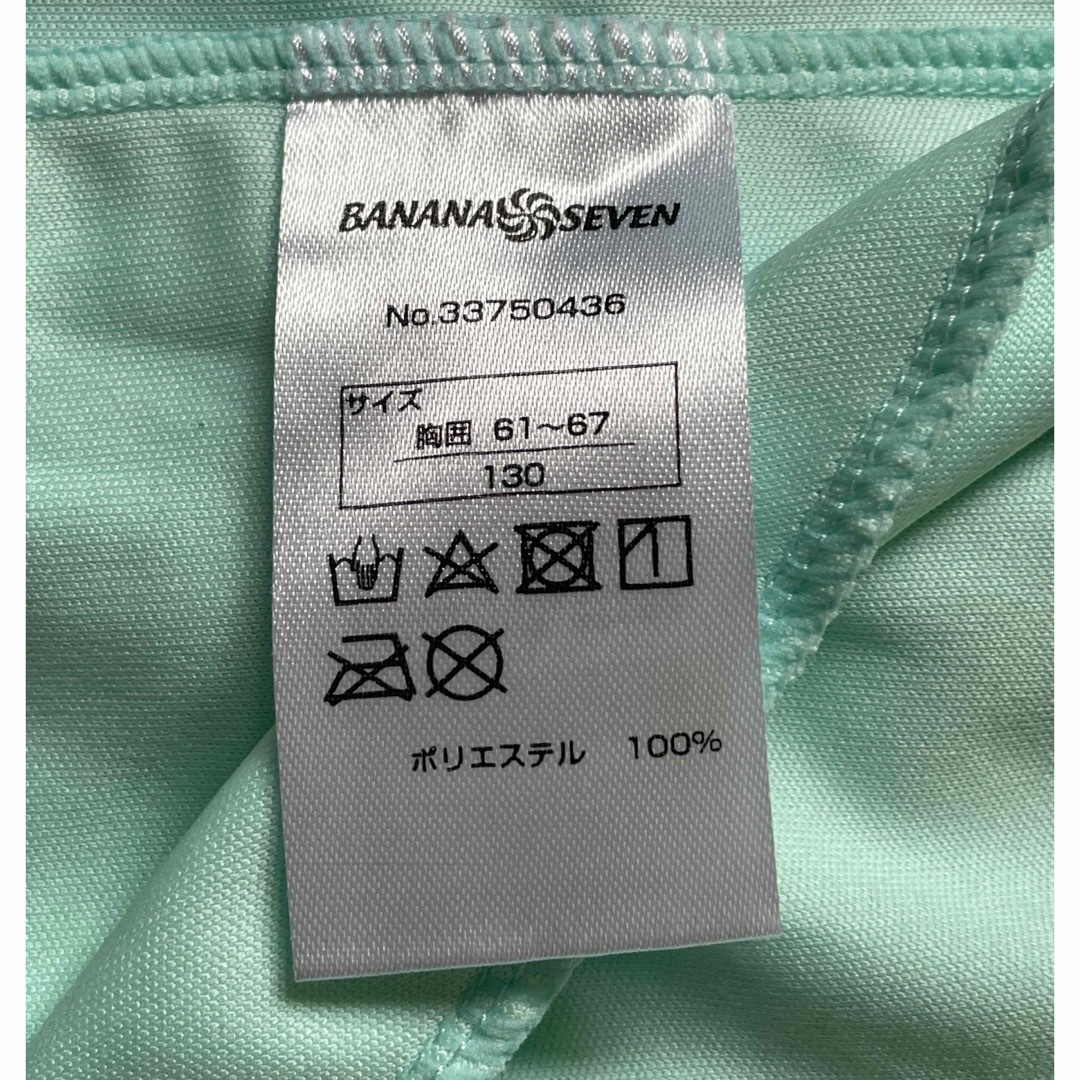 BANANA SEVEN
No.33750436
サイズ
胸囲 61～67
130
ポリエステル 100%